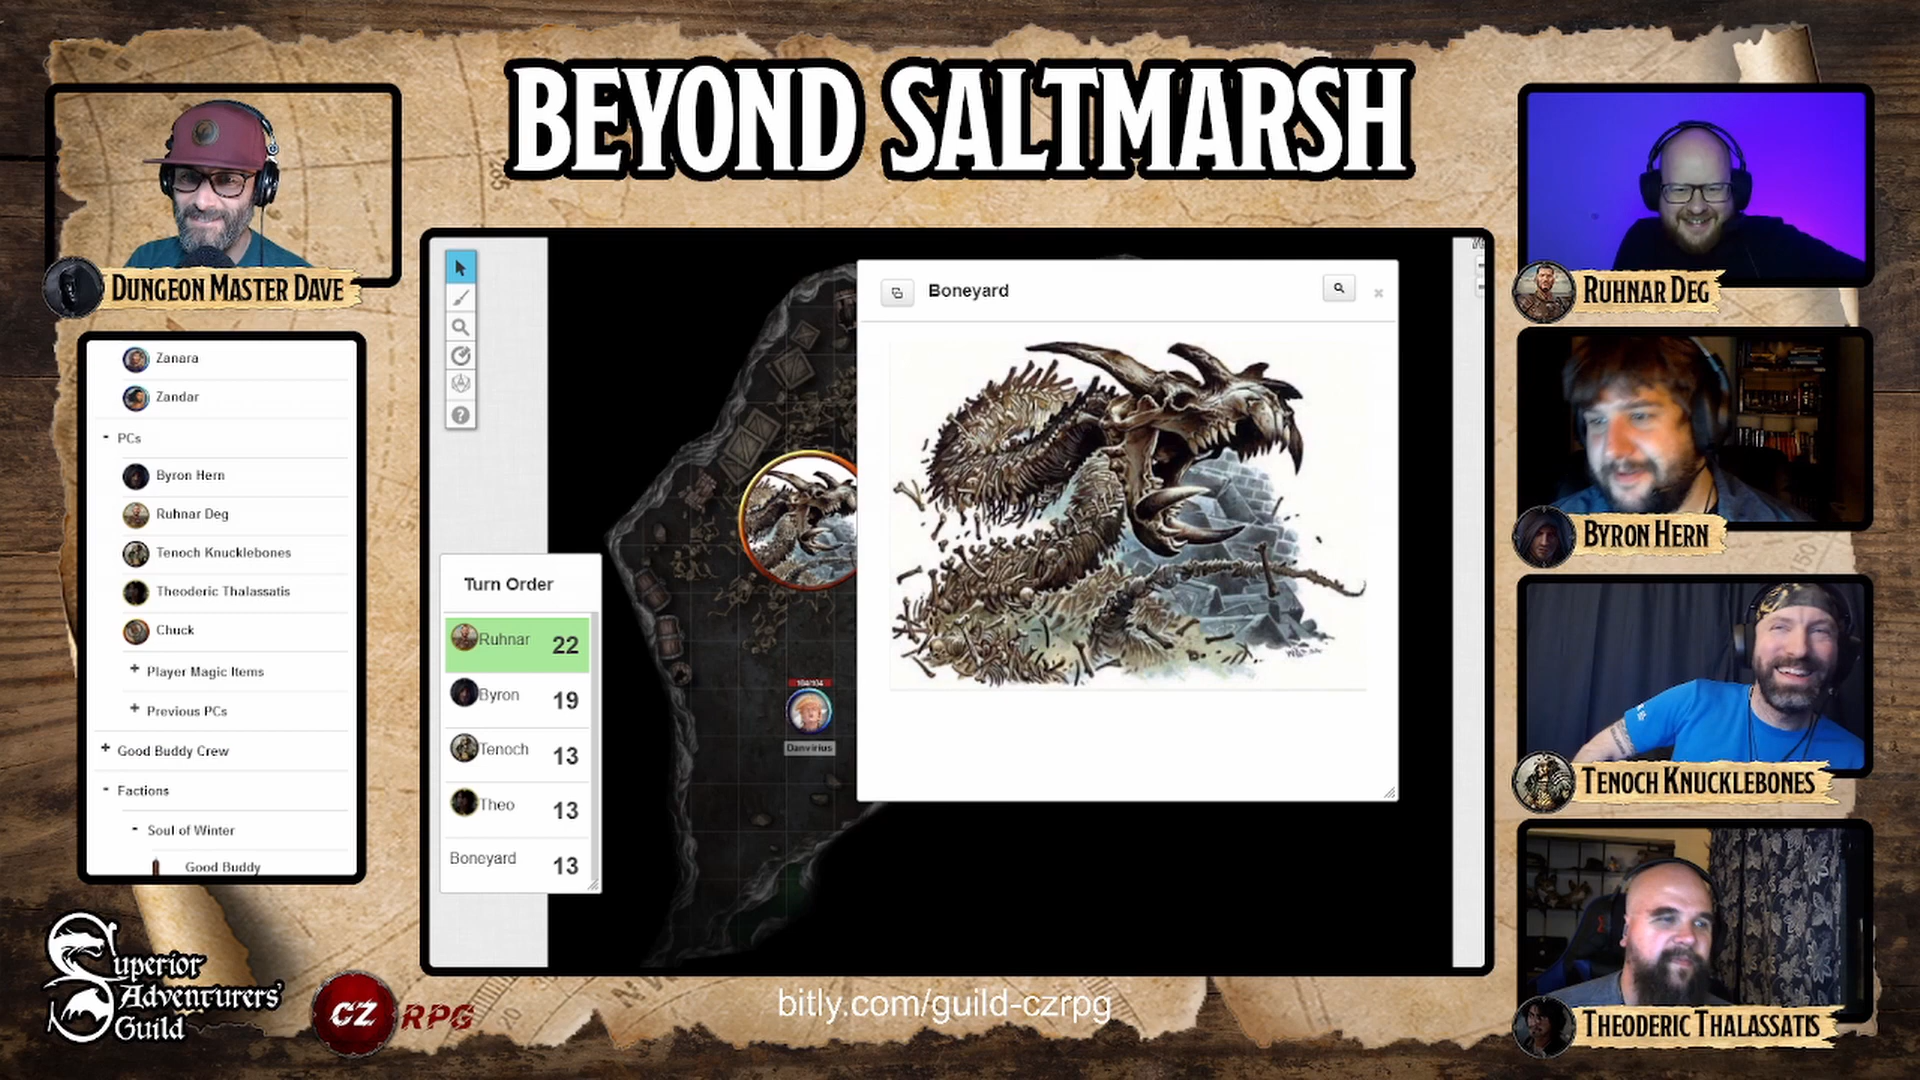 BEYOND SALTMARSH
DUNGEON MASTER DAVE
Zanara
Zandar
- PCs
Byron Hern
Ruhnar Deg
Tenoch Knucklebones
Theoderic Thalassatis
Chuck
+ Player Magic Items
+ Previous PCs
+ Good Buddy Crew
- Factions
- Soul of Winter
Good Buddy
Superior
Adventurers'
Guild
CZ RPG
Turn Order
Ruhnar 22
Byron 19
Tenoch 13
Theo 13
Boneyard 13
Boneyard
104/104
Danvirius
bitly.com/guild-czrpg
RUHNAR DEG
BYRON HERN
TENOCH KNUCKLEBONES
THEODERIC THALASSATIS